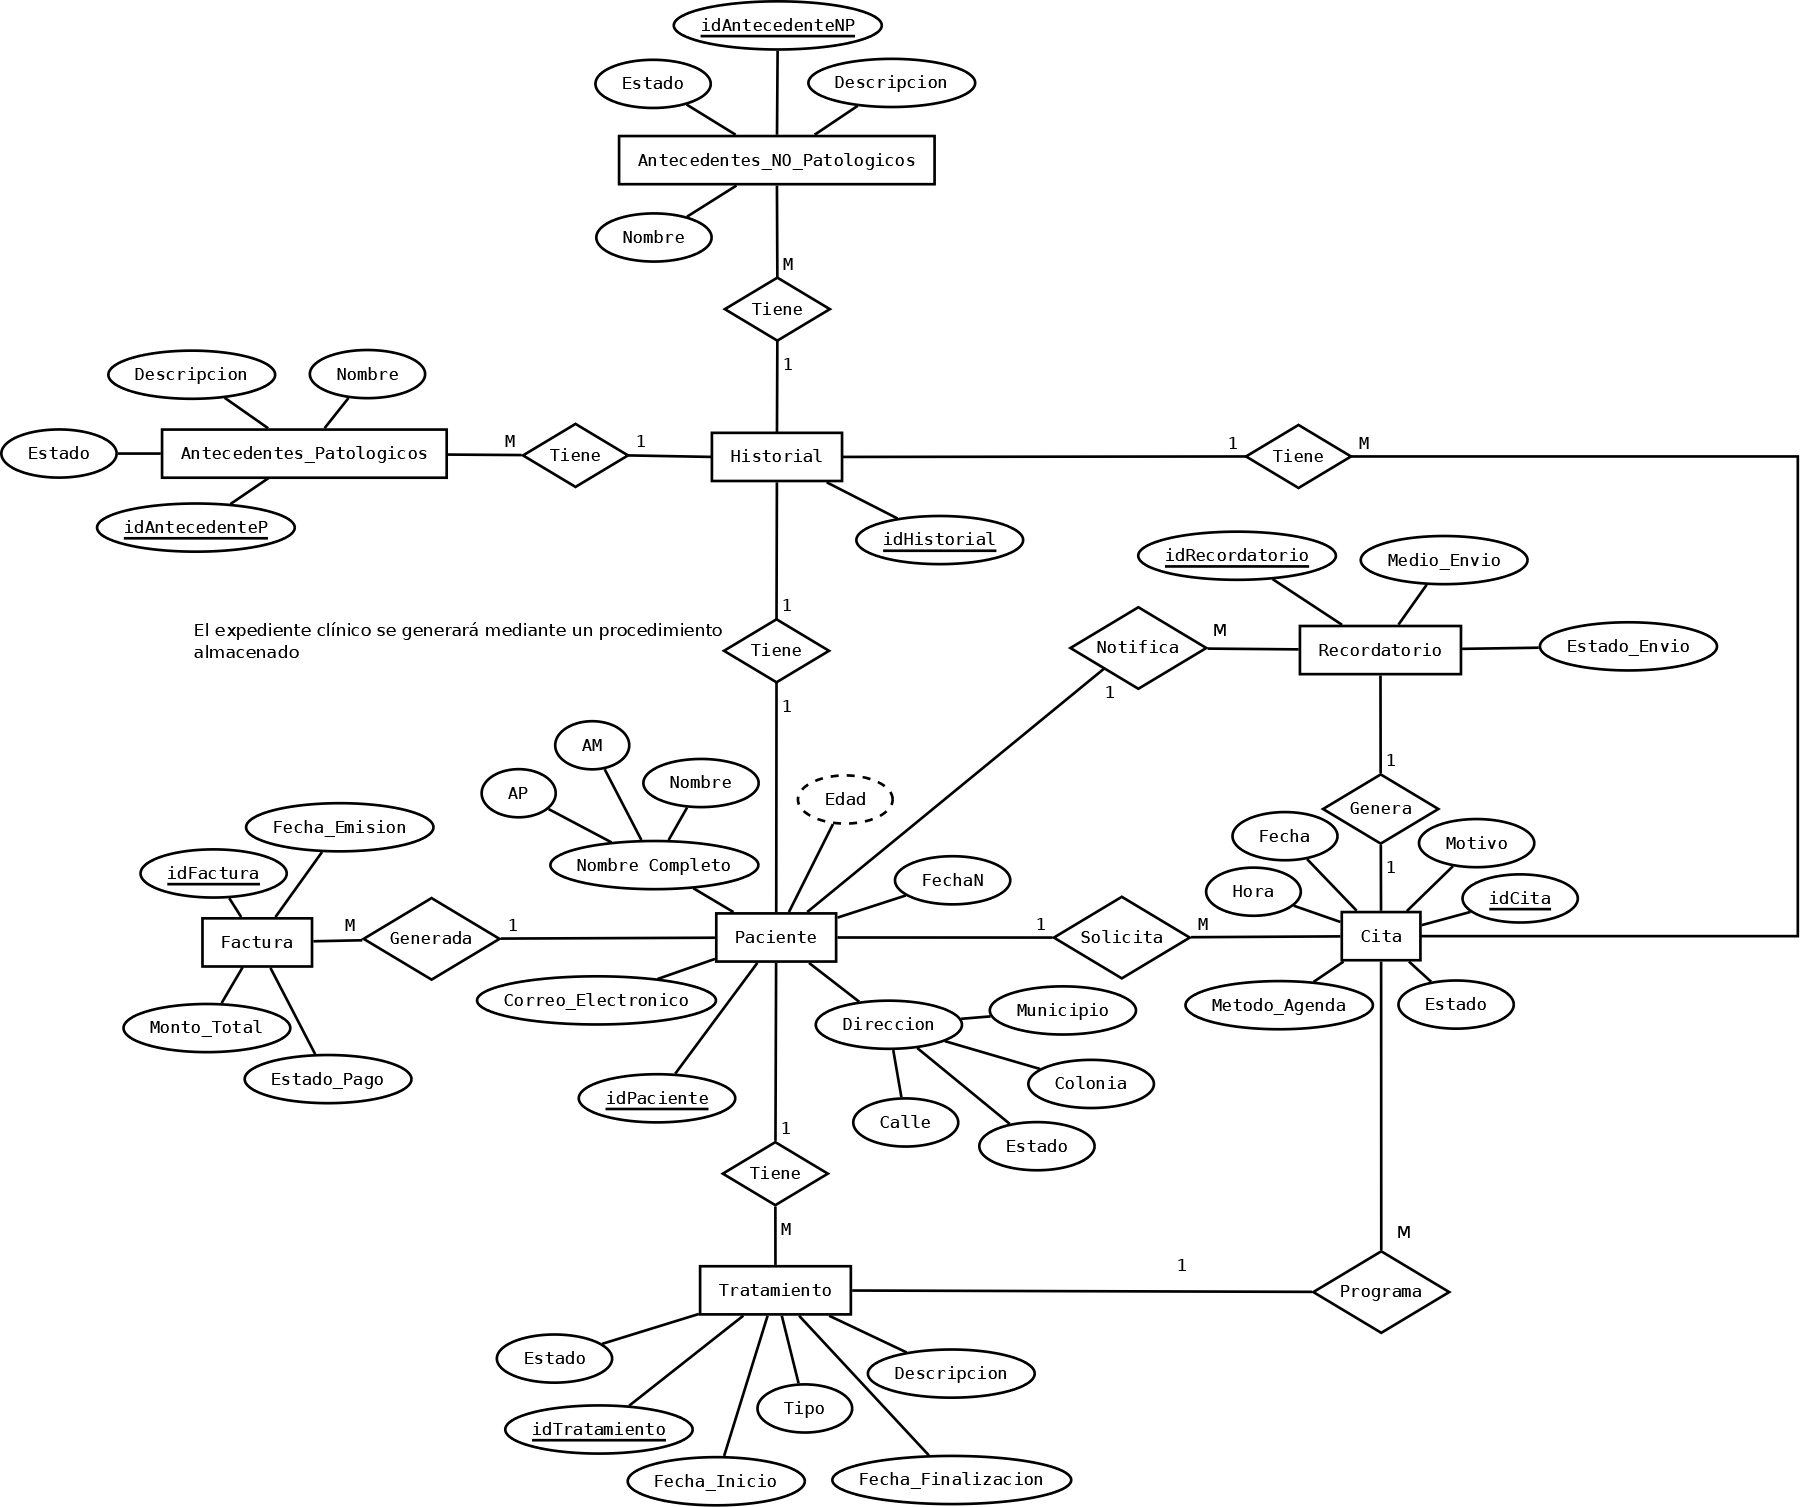 idAntecedenteNP
Estado
Descripcion
Antecedentes_NO_Patologicos
Nombre
M
Tiene
1
Descripcion
Nombre
Estado
Antecedentes_Patologicos
M
Tiene
1
Historial
1
Tiene
M
idAntecedenteP
idHistorial
idRecordatorio
Medio_Envio
1
El expediente clínico se generará mediante un procedimiento
almacenado
Tiene
Notifica
M
Recordatorio
Estado_Envio
1
1
AM
AP
Nombre
Edad
1
Genera
Fecha_Emision
Fecha
Motivo
idFactura
Nombre Completo
FechaN
1
Hora
idCita
Factura
M
Generada
1
Paciente
1
Solicita
M
Cita
Correo_Electronico
Metodo_Agenda
Estado
Monto_Total
Direccion
Municipio
Estado_Pago
idPaciente
Colonia
Calle
Estado
1
Tiene
M
M
1
Tratamiento
Programa
Estado
Descripcion
Tipo
idTratamiento
Fecha_Inicio
Fecha_Finalizacion